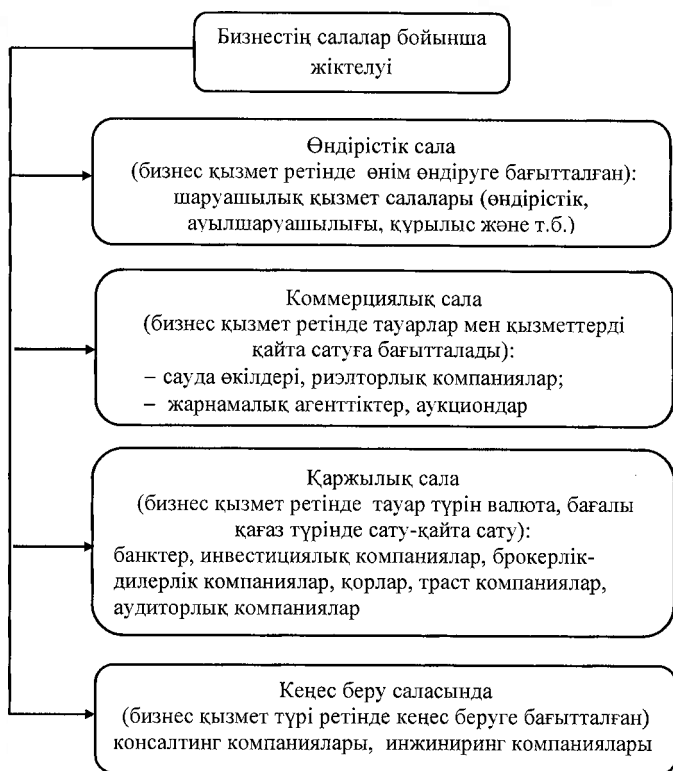 Бизнестің салалар бойынша
жіктелуі
Өндірістік сала
(бизнес қызмет ретінде өнім өндіруге бағытталған):
шаруашылық қызмет салалары (өндірістік,
ауылшаруашылығы, құрылыс және т.б.)
Коммерциялық сала
(бизнес қызмет ретінде тауарлар мен қызметтерді
қайта сатуға бағытталады):
– сауда өкілдері, риэлторлық компаниялар;
– жарнамалық агенттіктер, аукциондар
Қаржылық сала
(бизнес қызмет ретінде тауар түрін валюта, бағалы
қағаз түрінде сату-қайта сату):
банктер, инвестициялық компаниялар, брокерлік-
дилерлік компаниялар, қорлар, траст компаниялар,
аудиторлық компаниялар
Кеңес беру саласында
(бизнес қызмет түрі ретінде кеңес беруге бағытталған)
консалтинг компаниялары, инжиниринг компаниялары